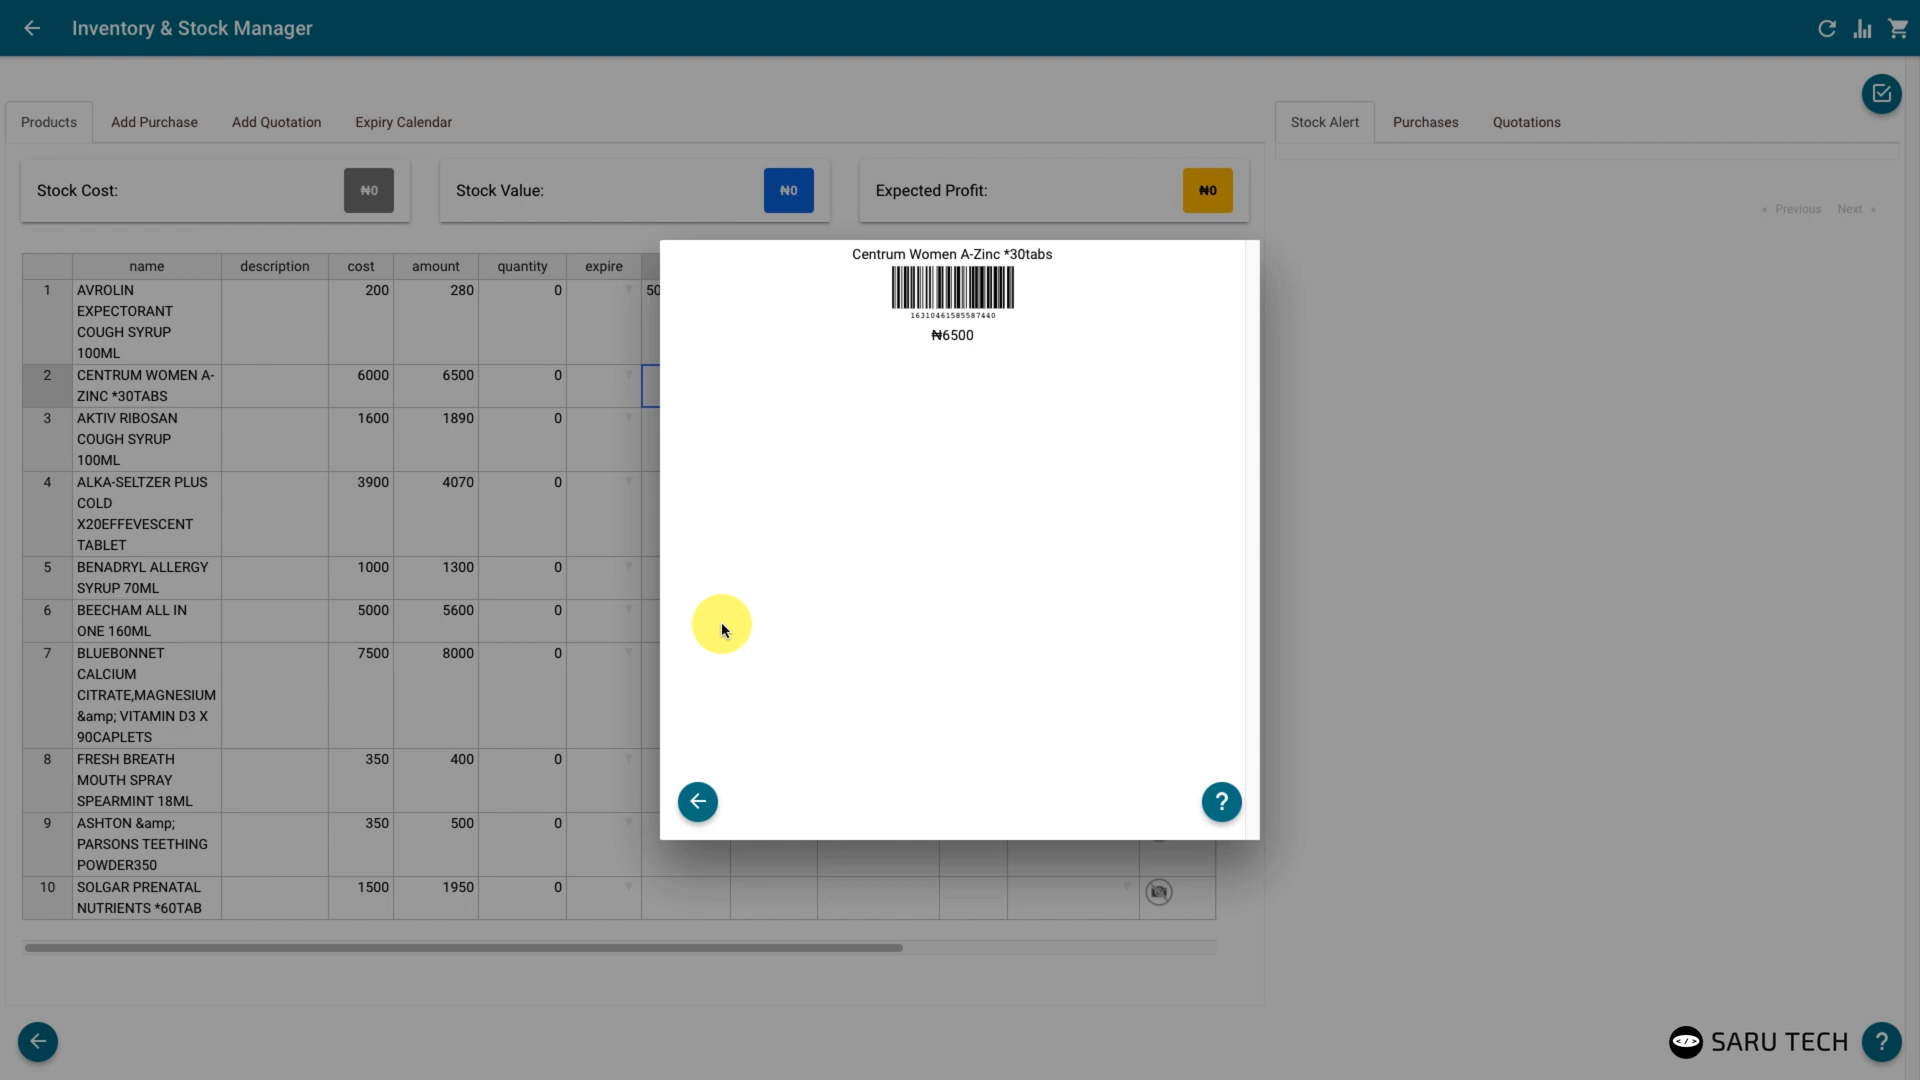 Inventory & Stock Manager
Products
Add Purchase
Add Quotation
Expiry Calendar
Stock Alert
Purchases
Quotations
Stock Cost:
₦0
Stock Value:
₦0
Expected Profit:
₦0
« Previous
Next »
name description cost amount quantity expire
1 AVROLIN 200 280 0 50
EXPECTORANT
COUGH SYRUP
100ML
2 CENTRUM WOMEN A- 6000 6500 0
ZINC *30TABS
3 AKTIV RIBOSAN 1600 1890 0
COUGH SYRUP
100ML
4 ALKA-SELTZER PLUS 3900 4070 0
COLD
X20EFFEVESCENT
TABLET
5 BENADRYL ALLERGY 1000 1300 0
SYRUP 70ML
6 BEECHAM ALL IN 5000 5600 0
ONE 160ML
7 BLUEBONNET 7500 8000 0
CALCIUM
CITRATE,MAGNESIUM
&amp; VITAMIN D3 X
90CAPLETS
8 FRESH BREATH 350 400 0
MOUTH SPRAY
SPEARMINT 18ML
9 ASHTON &amp; 350 500 0
PARSONS TEETHING
POWDER350
10 SOLGAR PRENATAL 1500 1950 0
NUTRIENTS *60TAB
Centrum Women A-Zinc *30tabs
16310461585587440
₦6500
?
SARU TECH
?